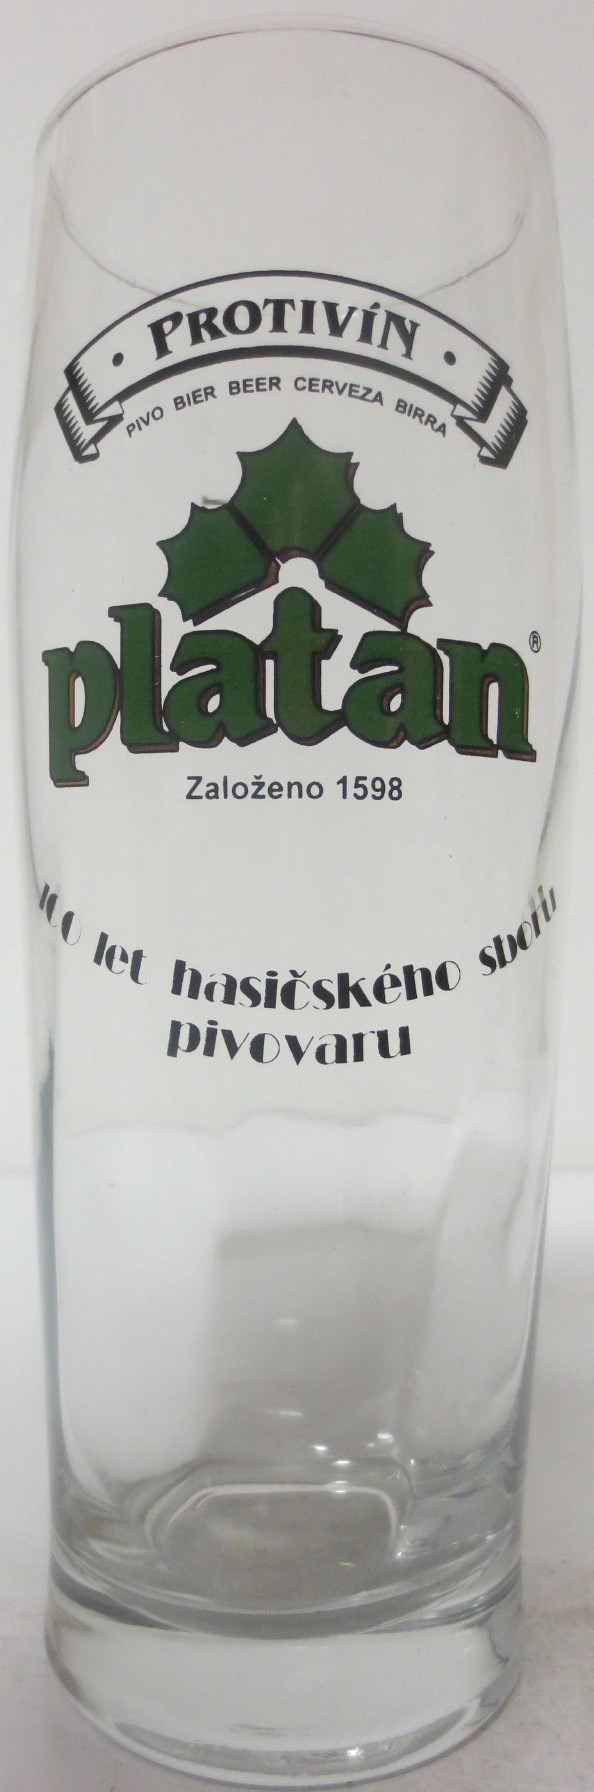 · PROTIVÍN ·
PIVO BIER BEER CERVEZA BIRRA
platan®
Založeno 1598
100 let hasičského sboru
pivovaru